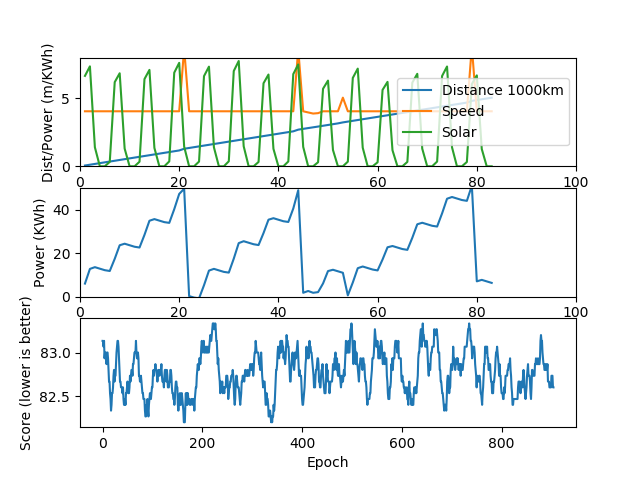 Dist/Power (m/KWh)
5
0
Distance 1000km
Speed
Solar
0 20 40 60 80 100
Power (KWh)
40
20
0
0 20 40 60 80 100
Score (lower is better)
83.0
82.5
0 200 400 600 800
Epoch